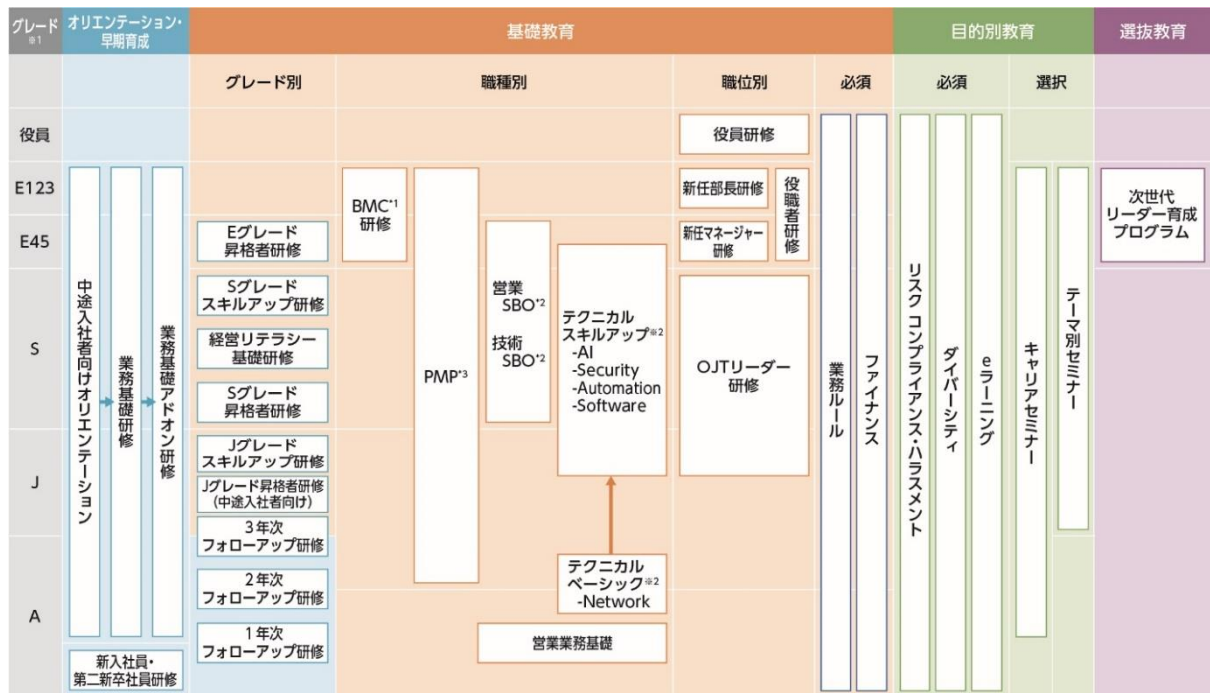 グレード
※1
オリエンテーション・
早期育成
基礎教育
目的別教育
選抜教育
グレード別
職種別
職位別
必須
必須
選択
役員
E123
E45
S
J
A
中途入社者向けオリエンテーション
業務基礎研修
業務基礎アドオン研修
新入社員・
第二新卒社員研修
Eグレード
昇格者研修
Sグレード
スキルアップ研修
経営リテラシー
基礎研修
Sグレード
昇格者研修
Jグレード
スキルアップ研修
Jグレード昇格者研修
(中途入社者向け)
3年次
フォローアップ研修
2年次
フォローアップ研修
1年次
フォローアップ研修
BMC*1
研修
PMP*3
営業
SBO*2
技術
SBO*2
テクニカル
スキルアップ※2
-AI
-Security
-Automation
-Software
テクニカル
ベーシック※2
-Network
営業業務基礎
役員研修
新任部長研修
新任マネージャー
研修
役職者研修
OJTリーダー
研修
業務ルール
ファイナンス
リスク コンプライアンス・ハラスメント
ダイバーシティ
eラーニング
キャリアセミナー
テーマ別セミナー
次世代
リーダー育成
プログラム